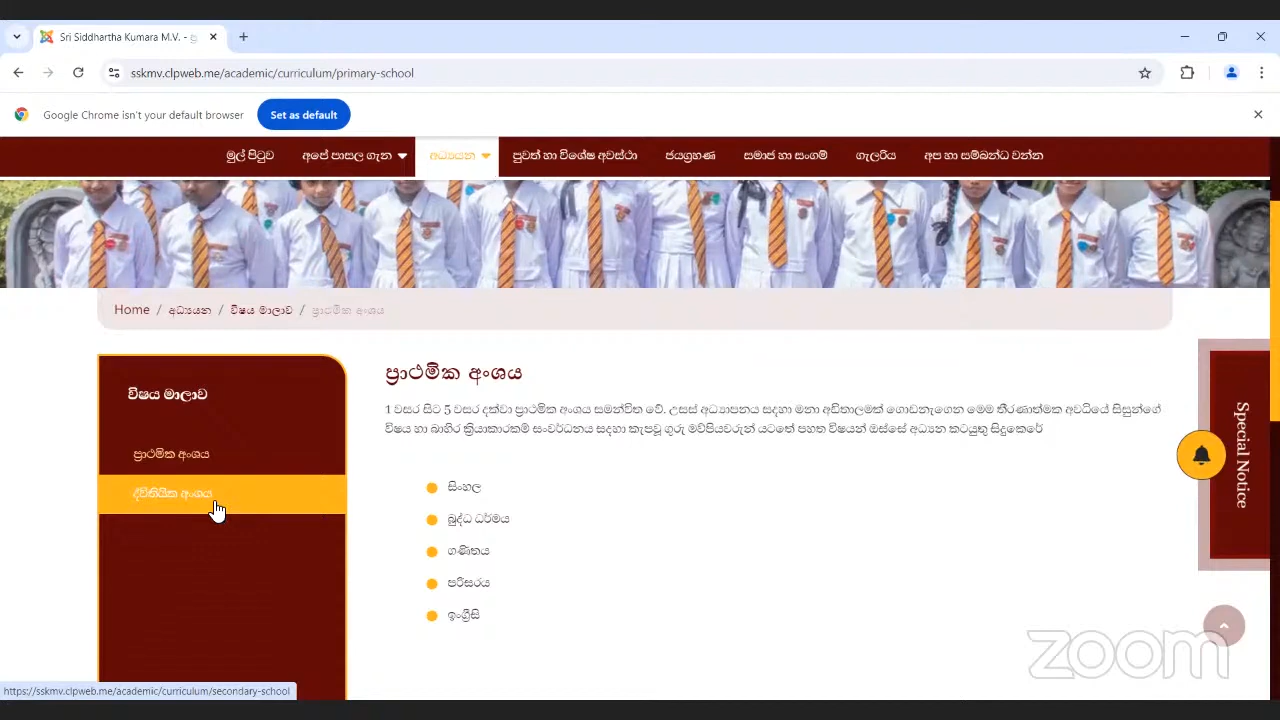 Sri Siddhartha Kumara M.V. - පු
sskmv.clpweb.me/academic/curriculum/primary-school
Google Chrome isn't your default browser Set as default
මුල් පිටුව අපේ පාසල ගැන අධ්‍යයන පුවත් හා විශේෂ අවස්ථා ජයග්‍රහණ සමාජ හා සංගම් ගැලරිය අප හා සම්බන්ධ වන්න
Home / අධ්‍යයන / විෂය මාලාව / ප්‍රාථමික අංශය
විෂය මාලාව
ප්‍රාථමික අංශය
ද්විතියික අංශය
ප්‍රාථමික අංශය
1 වසර සිට 5 වසර දක්වා ප්‍රාථමික අංශය සමන්විත වේ. උසස් අධ්‍යාපනය සදහා මනා අඩිතාලමක් ගොඩනැගෙන මෙම තීරණාත්මක අවධියේ සිසුන්ගේ
විෂය හා බාහිර ක්‍රියාකාරකම් සංවර්ධනය සදහා කැපවූ ගුරු මව්පියවරුන් යටතේ පහත විෂයන් ඔස්සේ අධ්‍යන කටයුතු සිදුකෙරේ
සිංහල
බුද්ධ ධර්මය
ගණිතය
පරිසරය
ඉංග්‍රීසි
Special Notice
zoom
https://sskmv.clpweb.me/academic/curriculum/secondary-school